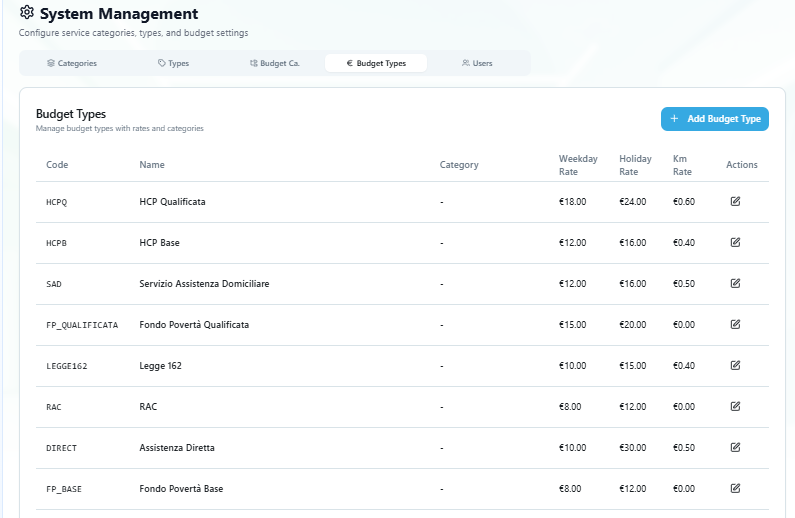 System Management
Configure service categories, types, and budget settings
Categories Types Budget Ca. € Budget Types Users
Budget Types
Manage budget types with rates and categories
+ Add Budget Type
Code Name Category Weekday Rate Holiday Rate Km Rate Actions
HCPQ HCP Qualificata - €18.00 €24.00 €0.60
HCPB HCP Base - €12.00 €16.00 €0.40
SAD Servizio Assistenza Domiciliare - €12.00 €16.00 €0.50
FP_QUALIFICATA Fondo Povertà Qualificata - €15.00 €20.00 €0.00
LEGGE162 Legge 162 - €10.00 €15.00 €0.40
RAC RAC - €8.00 €12.00 €0.00
DIRECT Assistenza Diretta - €10.00 €30.00 €0.50
FP_BASE Fondo Povertà Base - €8.00 €12.00 €0.00